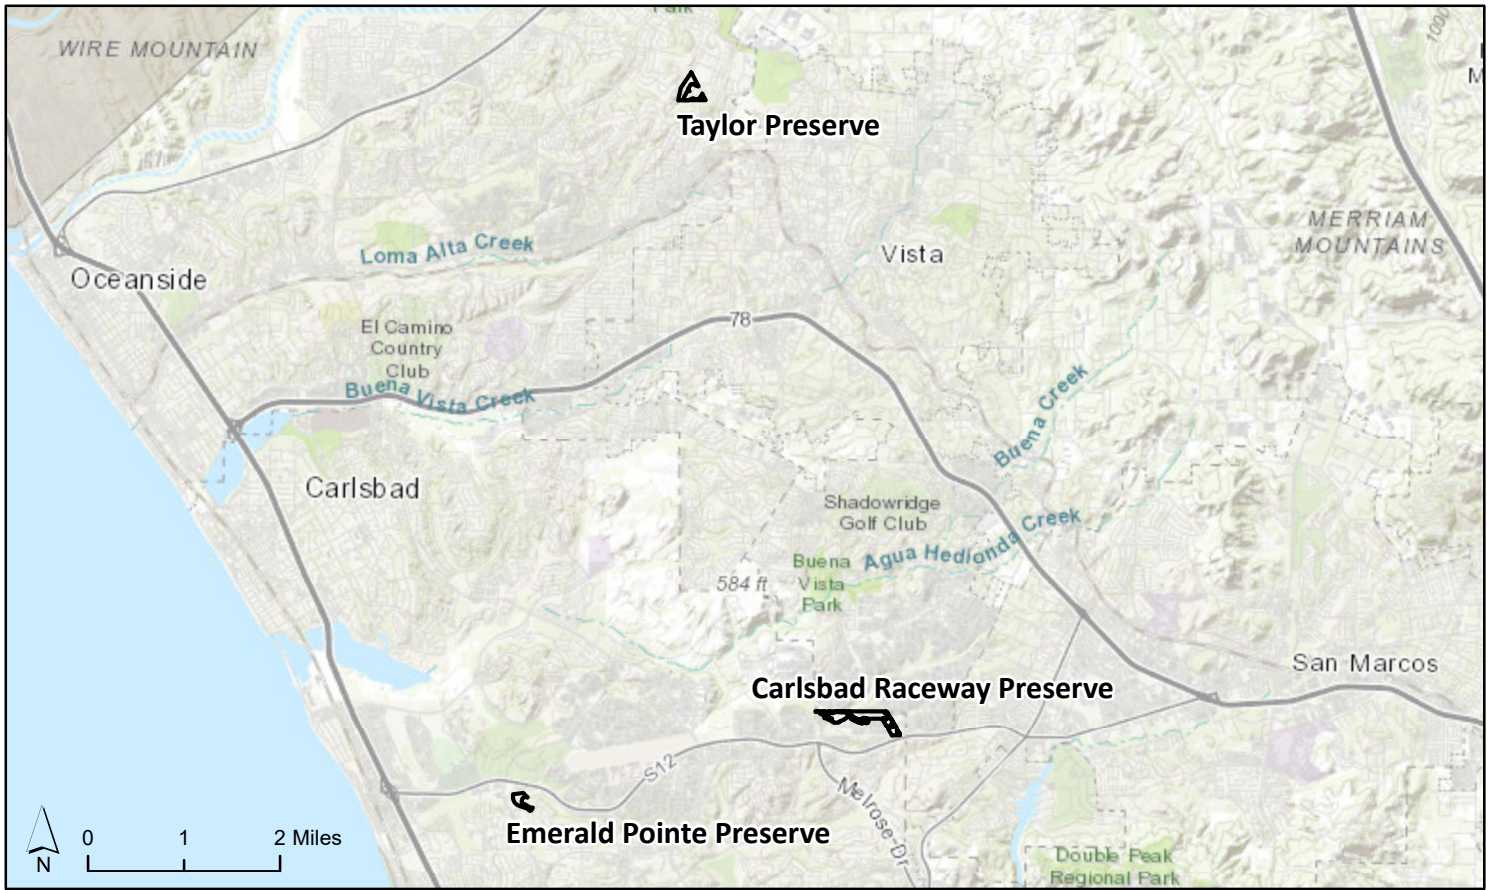 Park
WIRE MOUNTAIN
1000
M
Taylor Preserve
MERRIAM
MOUNTAINS
Loma Alta Creek
Vista
Oceanside
El Camino
Country
Club
78
Buena Vista Creek
Buena Creek
Carlsbad
Shadowridge
Golf Club
Agua Hedionda Creek
Buena
Vista
Park
584 ft
San Marcos
Carlsbad Raceway Preserve
S12
Melrose-Dr
Emerald Pointe Preserve
0 1 2 Miles
N
Double Peak
Regional Park